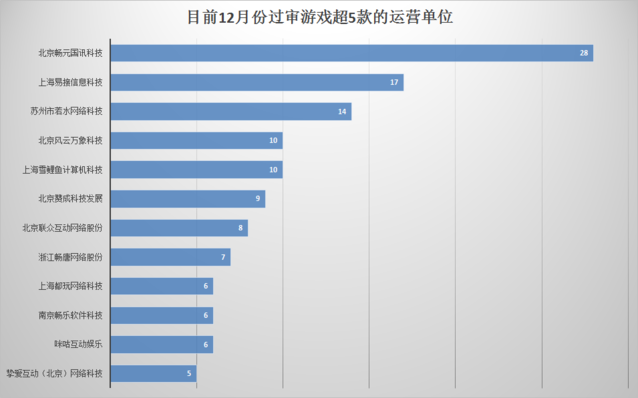 目前12月份过审游戏超5款的运营单位
北京畅元国讯科技 28
上海易接信息科技 17
苏州市若水网络科技 14
北京风云万象科技 10
上海雪鲤鱼计算机科技 10
北京赞成科技发展 9
北京联众互动网络股份 8
浙江畅唐网络股份 7
上海都玩网络科技 6
南京畅乐软件科技 6
咪咕互动娱乐 6
挚爱互动（北京）网络科技 5